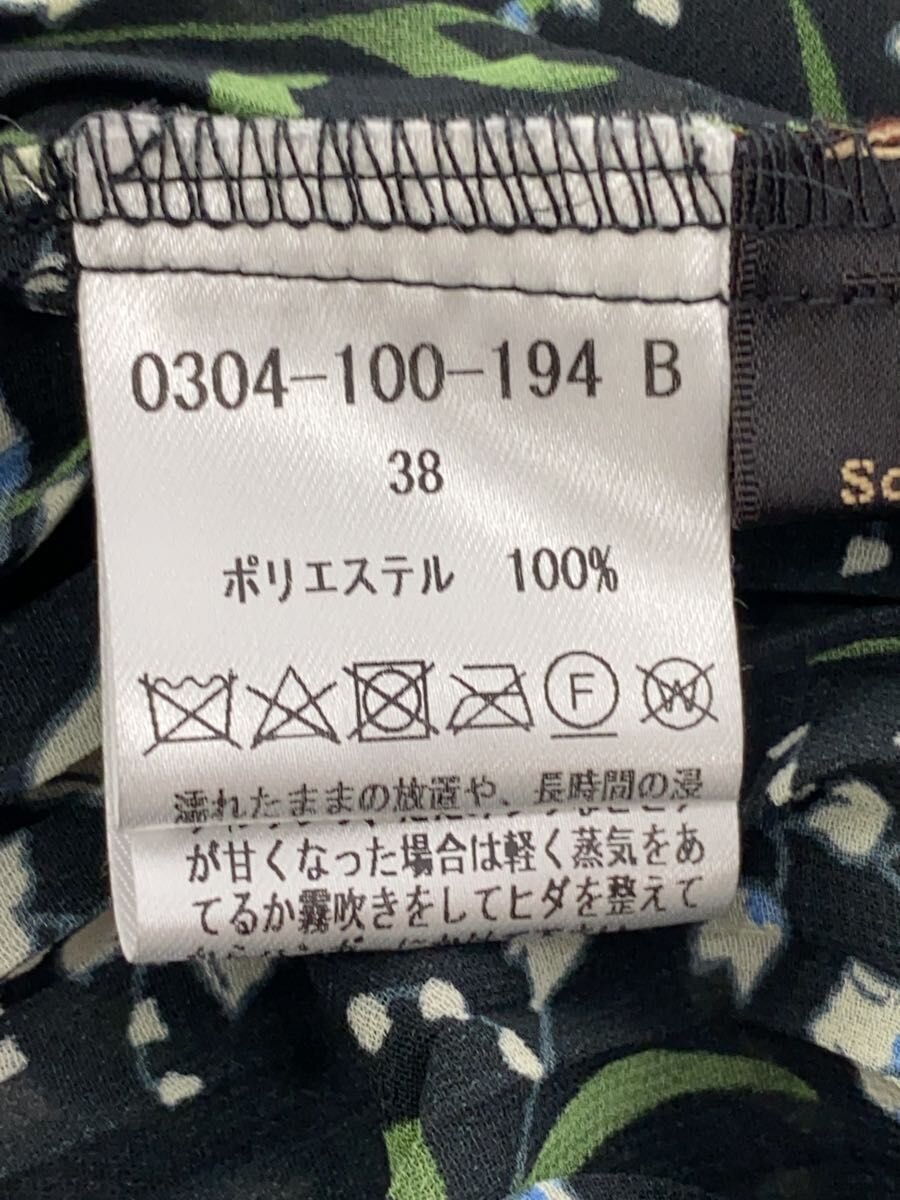 0304-100-194 B
38
ポリエステル 100%
F
W
濡れたままの放置や、長時間の浸
が甘くなった場合は軽く蒸気をあ
てるか霧吹きをしてヒダを整えて